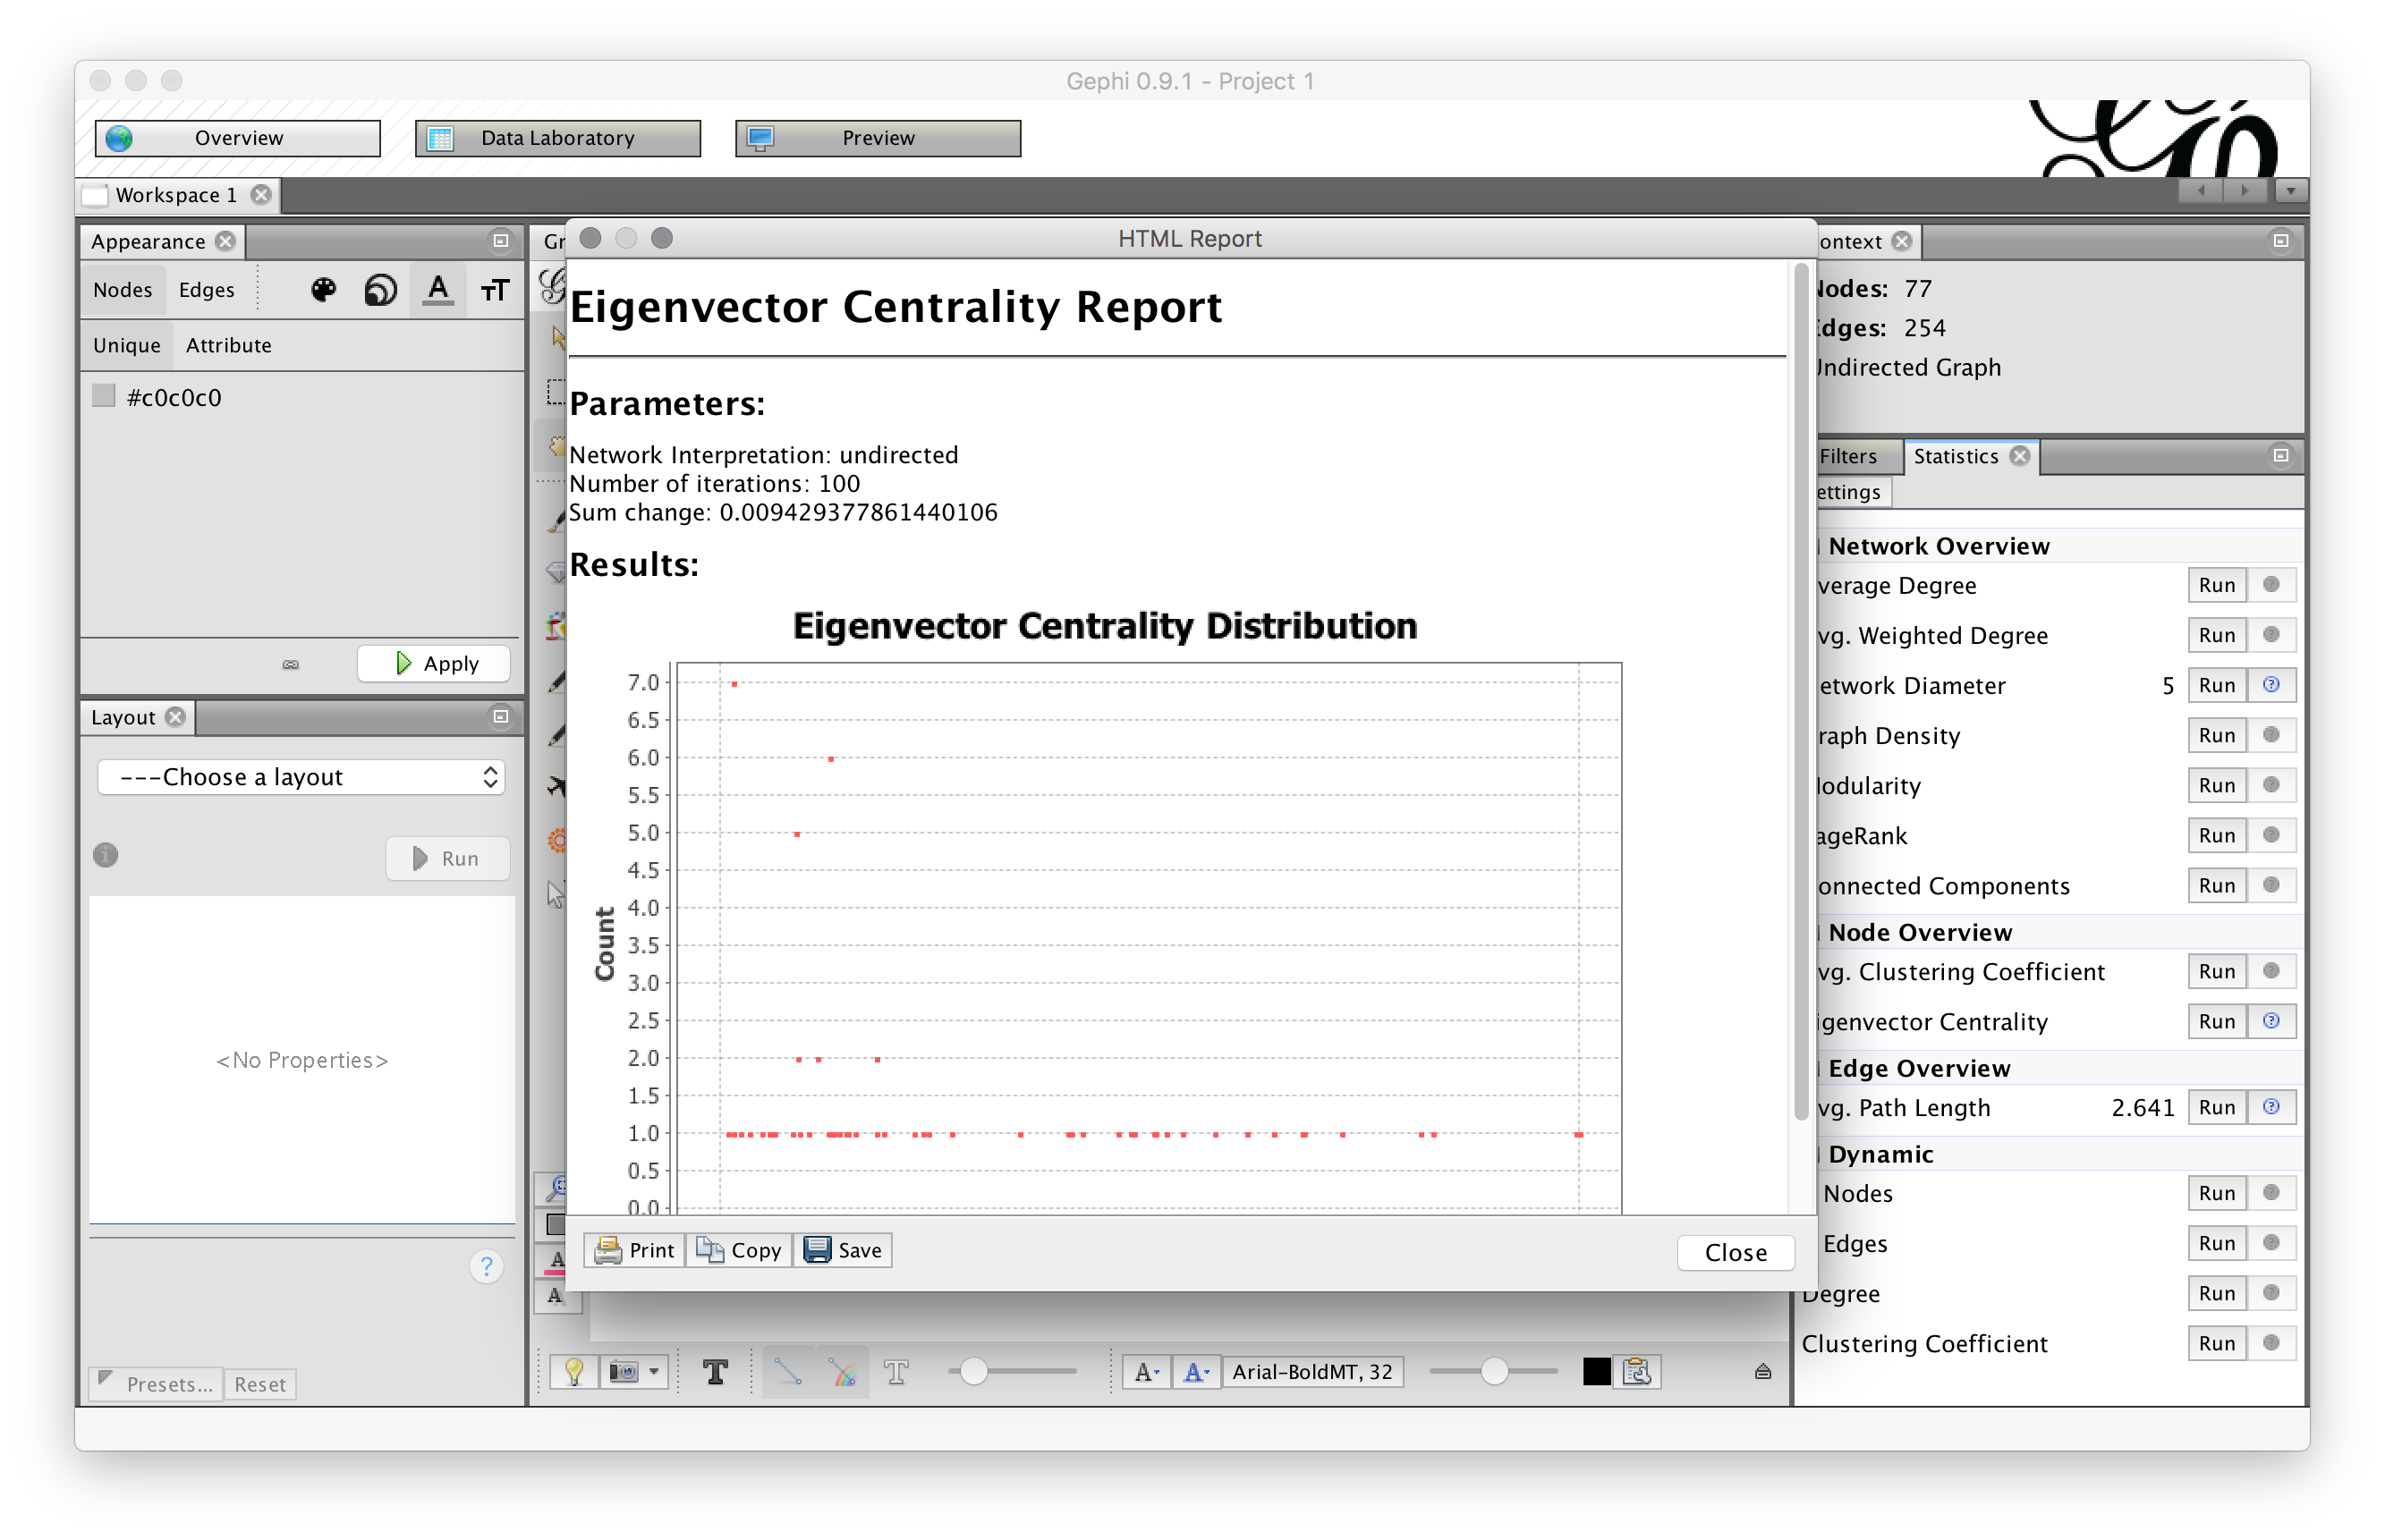 Gephi 0.9.1 - Project 1
Overview
Data Laboratory
Preview
Workspace 1
Appearance
Nodes Edges
Unique Attribute
#c0c0c0
Apply
Layout
---Choose a layout
Run
<No Properties>
Presets... Reset
Gr
HTML Report
Eigenvector Centrality Report
Parameters:
Network Interpretation: undirected
Number of iterations: 100
Sum change: 0.009429377861440106
Results:
Eigenvector Centrality Distribution
Count
7.0
6.5
6.0
5.5
5.0
4.5
4.0
3.5
3.0
2.5
2.0
1.5
1.0
0.5
0.0
Print Copy Save
Close
Arial-BoldMT, 32
ontext
Nodes: 77
Edges: 254
Undirected Graph
Filters Statistics
ettings
Network Overview
verage Degree Run
vg. Weighted Degree Run
etwork Diameter 5 Run
raph Density Run
odularity Run
ageRank Run
onnected Components Run
Node Overview
vg. Clustering Coefficient Run
igenvector Centrality Run
Edge Overview
vg. Path Length 2.641 Run
Dynamic
Nodes Run
Edges Run
Degree Run
Clustering Coefficient Run